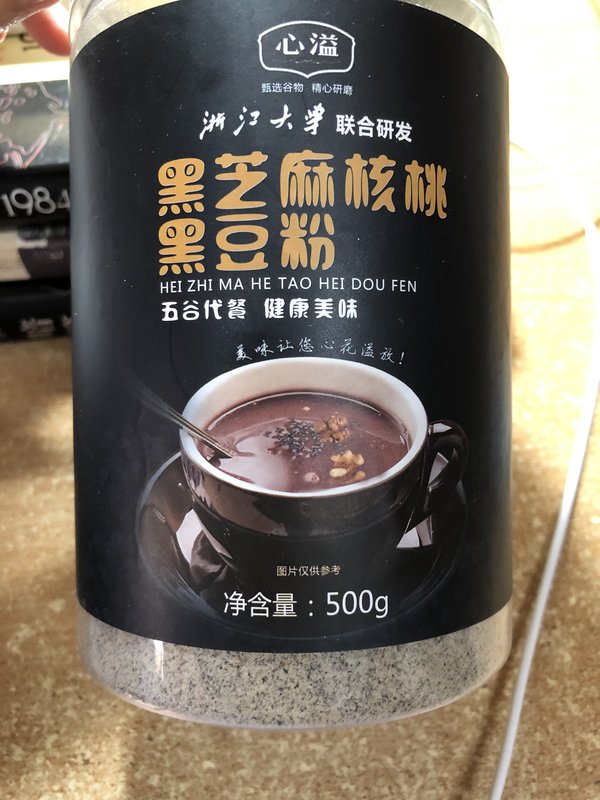 心溢
甄选谷物 精心研磨
浙江大学 联合研发
黑芝麻核桃
黑豆粉
HEI ZHI MA HE TAO HEI DOU FEN
五谷代餐 健康美味
美味让您心花溢放!
图片仅供参考
净含量：500g
1984